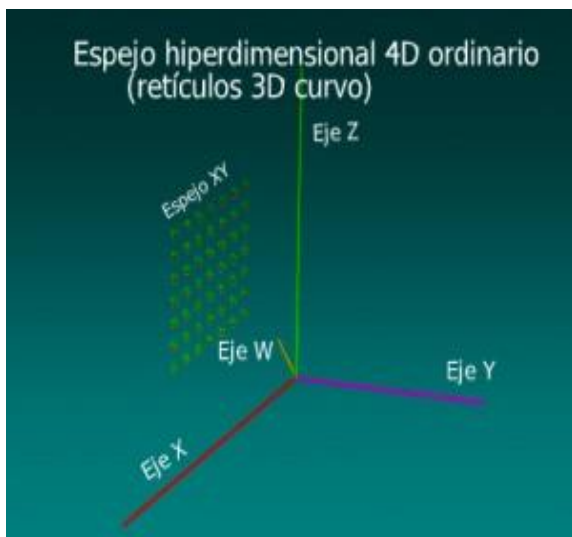 Espejo hiperdimensional 4D ordinario
(retículos 3D curvo)
Eje Z
Espejo XY
Eje W
Eje Y
Eje X